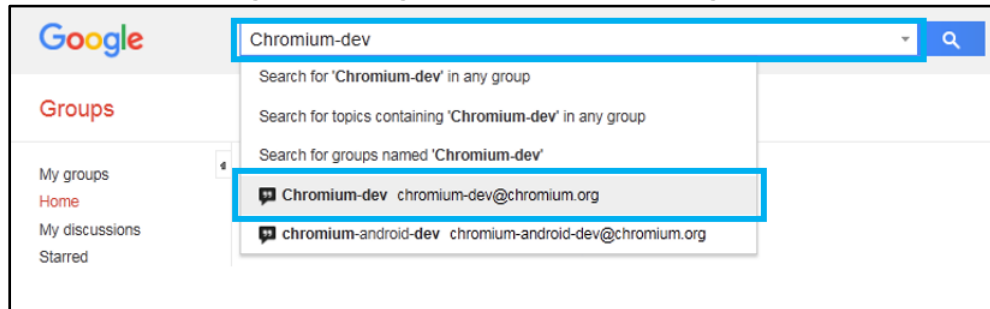 Google
Chromium-dev
Search for 'Chromium-dev' in any group
Groups
Search for topics containing 'Chromium-dev' in any group
Search for groups named 'Chromium-dev'
My groups
Home
Chromium-dev chromium-dev@chromium.org
My discussions
chromium-android-dev chromium-android-dev@chromium.org
Starred